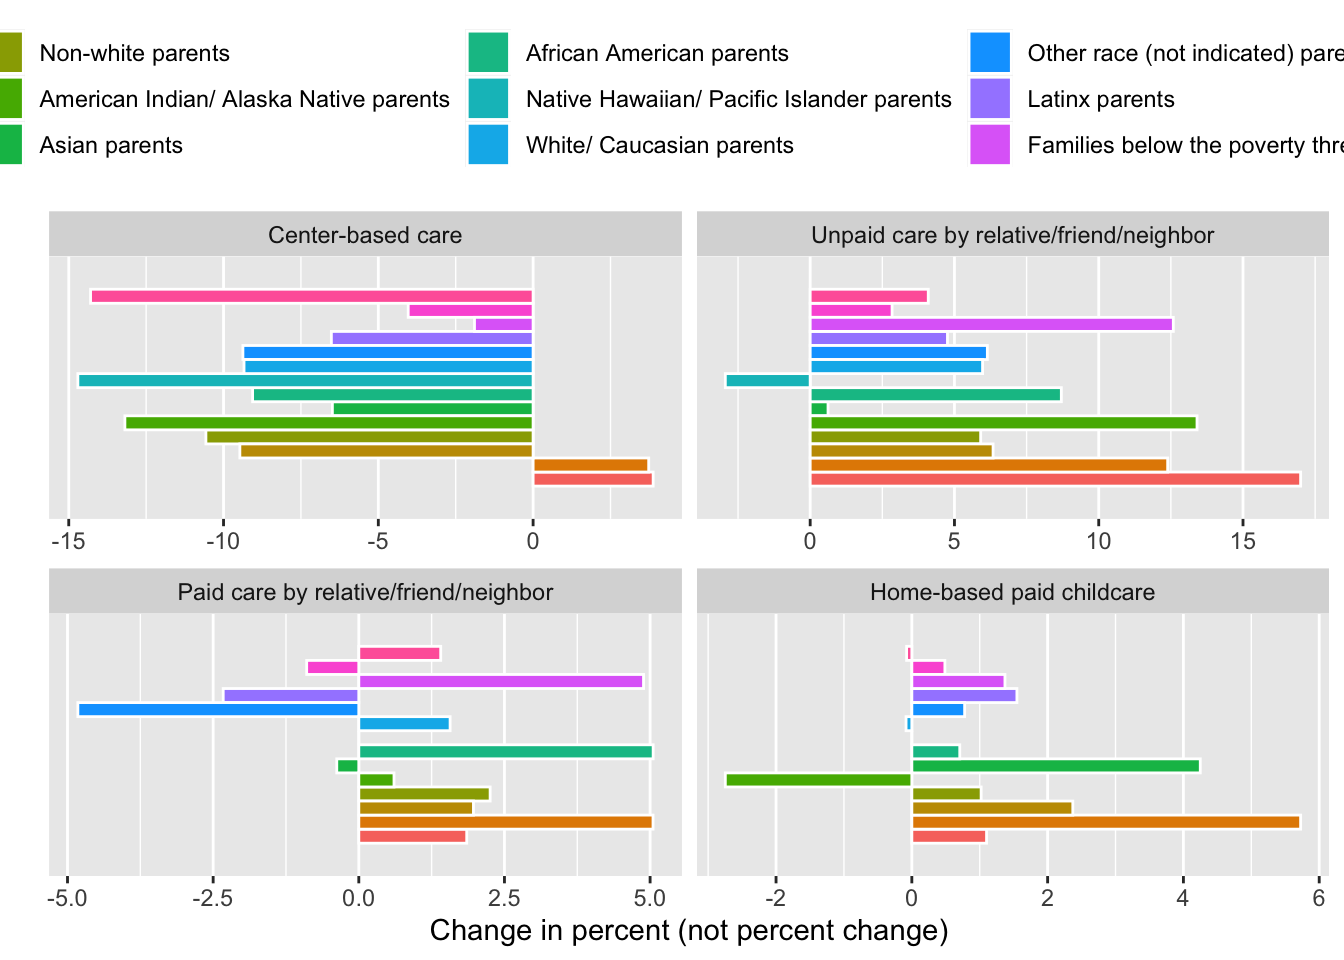 Non-white parents African American parents Other race (not indicated) pare
American Indian/ Alaska Native parents Native Hawaiian/ Pacific Islander parents Latinx parents
Asian parents White/ Caucasian parents Families below the poverty thre
Center-based care Unpaid care by relative/friend/neighbor
-15 -10 -5 0 0 5 10 15
Paid care by relative/friend/neighbor Home-based paid childcare
-5.0 -2.5 0.0 2.5 5.0 -2 0 2 4 6
Change in percent (not percent change)